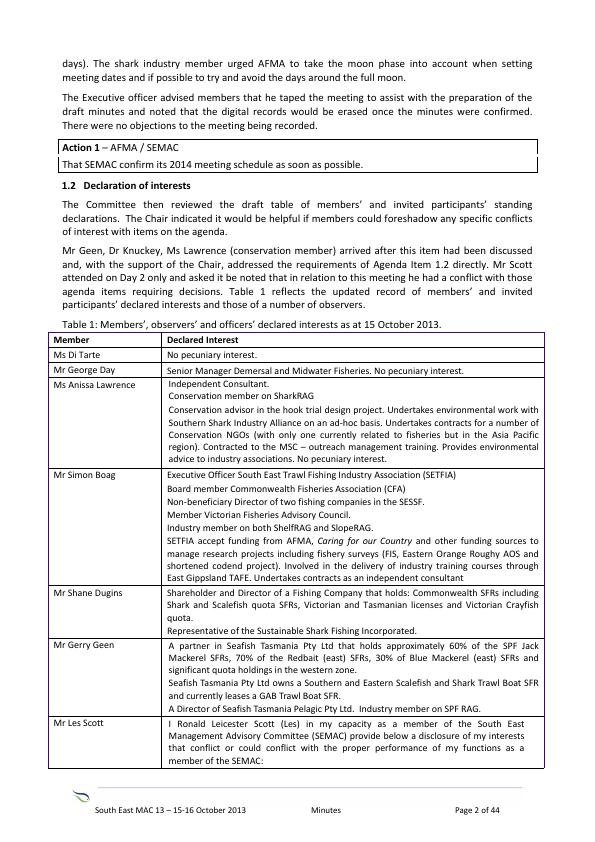 days). The shark industry member urged AFMA to take the moon phase into account when setting
meeting dates and if possible to try and avoid the days around the full moon.
The Executive officer advised members that he taped the meeting to assist with the preparation of the
draft minutes and noted that the digital records would be erased once the minutes were confirmed.
There were no objections to the meeting being recorded.
Action 1 – AFMA / SEMAC
That SEMAC confirm its 2014 meeting schedule as soon as possible.
1.2 Declaration of interests
The Committee then reviewed the draft table of members' and invited participants' standing
declarations. The Chair indicated it would be helpful if members could foreshadow any specific conflicts
of interest with items on the agenda.
Mr Geen, Dr Knuckey, Ms Lawrence (conservation member) arrived after this item had been discussed
and, with the support of the Chair, addressed the requirements of Agenda Item 1.2 directly. Mr Scott
attended on Day 2 only and asked it be noted that in relation to this meeting he had a conflict with those
agenda items requiring decisions. Table 1 reflects the updated record of members' and invited
participants' declared interests and those of a number of observers.
Table 1: Members', observers' and officers' declared interests as at 15 October 2013.
Member Declared Interest
Ms Di Tarte No pecuniary interest.
Mr George Day Senior Manager Demersal and Midwater Fisheries. No pecuniary interest.
Ms Anissa Lawrence Independent Consultant.
Conservation member on SharkRAG
Conservation advisor in the hook trial design project. Undertakes environmental work with
Southern Shark Industry Alliance on an ad-hoc basis. Undertakes contracts for a number of
Conservation NGOs (with only one currently related to fisheries but in the Asia Pacific
region). Contracted to the MSC – outreach management training. Provides environmental
advice to industry associations. No pecuniary interest.
Mr Simon Boag Executive Officer South East Trawl Fishing Industry Association (SETFIA)
Board member Commonwealth Fisheries Association (CFA)
Non-beneficiary Director of two fishing companies in the SESSF.
Member Victorian Fisheries Advisory Council.
Industry member on both ShelfRAG and SlopeRAG.
SETFIA accept funding from AFMA, Caring for our Country and other funding sources to
manage research projects including fishery surveys (FIS, Eastern Orange Roughy AOS and
shortened codend project). Involved in the delivery of industry training courses through
East Gippsland TAFE. Undertakes contracts as an independent consultant
Mr Shane Dugins Shareholder and Director of a Fishing Company that holds: Commonwealth SFRs including
Shark and Scalefish quota SFRs, Victorian and Tasmanian licenses and Victorian Crayfish
quota.
Representative of the Sustainable Shark Fishing Incorporated.
Mr Gerry Geen A partner in Seafish Tasmania Pty Ltd that holds approximately 60% of the SPF Jack
Mackerel SFRs, 70% of the Redbait (east) SFRs, 30% of Blue Mackerel (east) SFRs and
significant quota holdings in the western zone.
Seafish Tasmania Pty Ltd owns a Southern and Eastern Scalefish and Shark Trawl Boat SFR
and currently leases a GAB Trawl Boat SFR.
A Director of Seafish Tasmania Pelagic Pty Ltd. Industry member on SPF RAG.
Mr Les Scott I Ronald Leicester Scott (Les) in my capacity as a member of the South East
Management Advisory Committee (SEMAC) provide below a disclosure of my interests
that conflict or could conflict with the proper performance of my functions as a
member of the SEMAC:
South East MAC 13 – 15-16 October 2013 Minutes Page 2 of 44